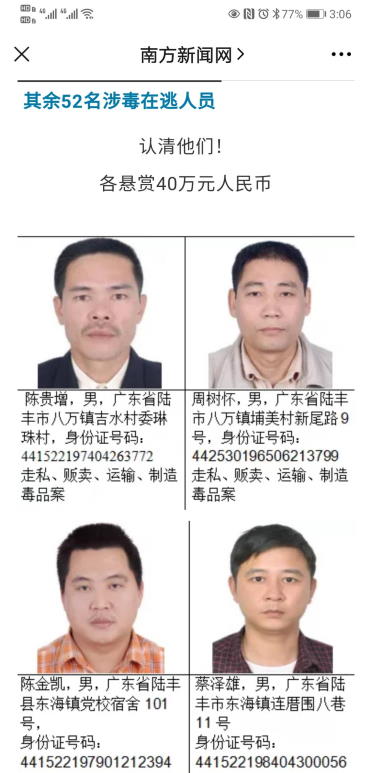 77% 3:06
南方新闻网
其余52名涉毒在逃人员
认清他们！
各悬赏40万元人民币
陈贵增，男，广东省陆
丰市八万镇吉水村委琳
珠村，身份证号码：
441522197404263772
走私、贩卖、运输、制造
毒品案
周树怀，男，广东省陆丰
市八万镇埔美村新尾路9
号，身份证号码：
442530196506213799
走私、贩卖、运输、制造
毒品案
陈金凯，男，广东省陆丰
县东海镇党校宿舍 101
号，
身份证号码：
441522197901212394
蔡泽雄，男，广东省陆
丰市东海镇连厝围八巷
11 号
身份证号码：
441522198404300056